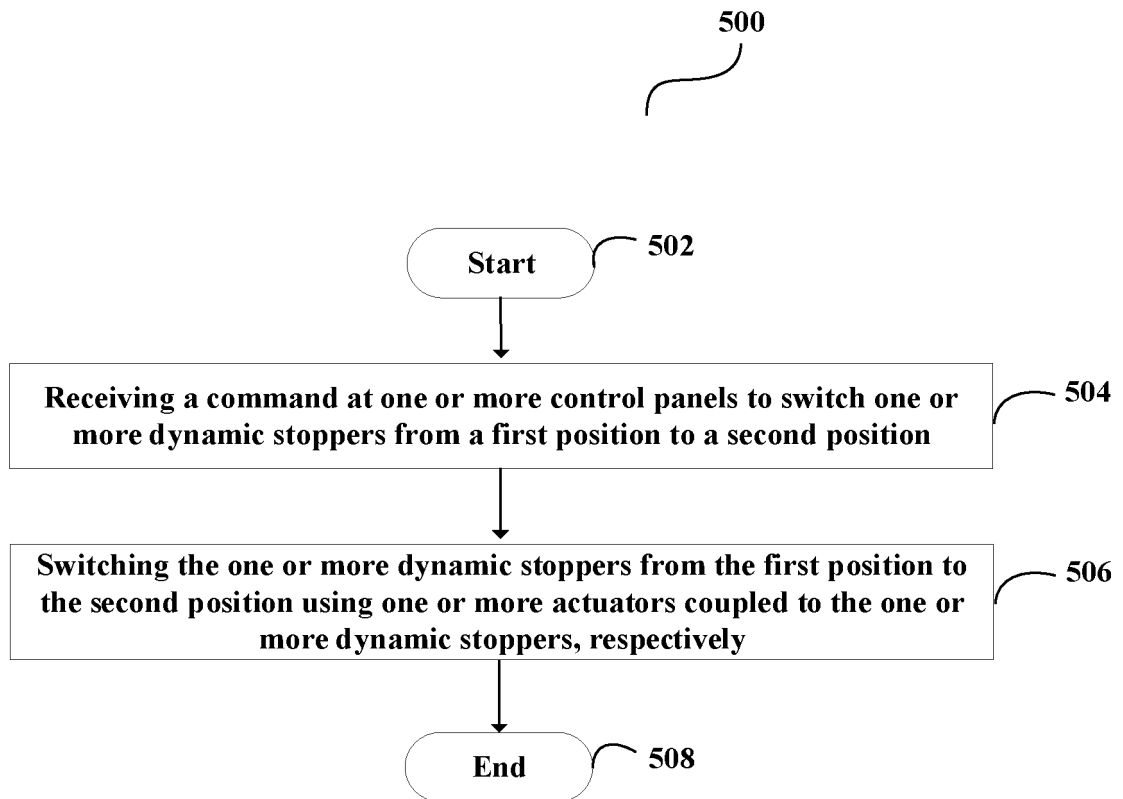 500
Start
502
Receiving a command at one or more control panels to switch one or
more dynamic stoppers from a first position to a second position
504
Switching the one or more dynamic stoppers from the first position to
the second position using one or more actuators coupled to the one or
more dynamic stoppers, respectively
506
End
508